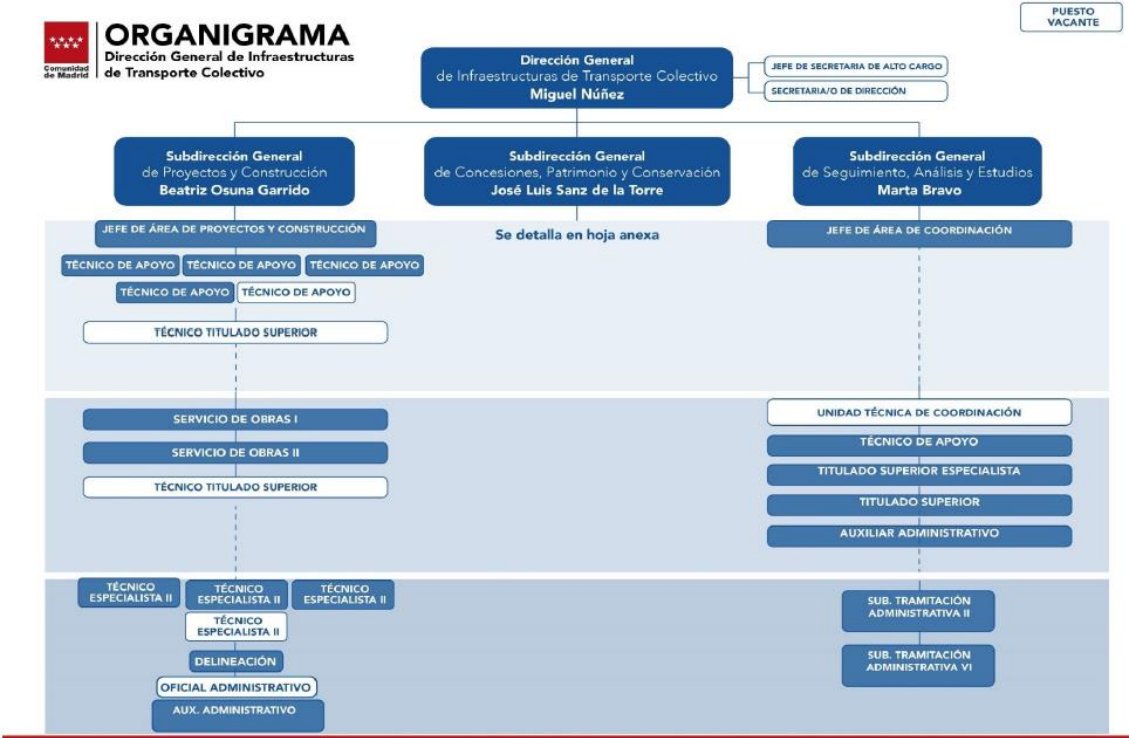 PUESTO
VACANTE
ORGANIGRAMA
Dirección General de Infraestructuras
de Transporte Colectivo
Comunidad
de Madrid
Dirección General
de Infraestructuras de Transporte Colectivo
Miguel Núñez
JEFE DE SECRETARIA DE ALTO CARGO
SECRETARIA/O DE DIRECCIÓN
Subdirección General
de Proyectos y Construcción
Beatriz Osuna Garrido
Subdirección General
de Concesiones, Patrimonio y Conservación
José Luis Sanz de la Torre
Subdirección General
de Seguimiento, Análisis y Estudios
Marta Bravo
JEFE DE ÁREA DE PROYECTOS Y CONSTRUCCIÓN
Se detalla en hoja anexa
JEFE DE ÁREA DE COORDINACIÓN
TÉCNICO DE APOYO
TÉCNICO DE APOYO
TÉCNICO DE APOYO
TÉCNICO DE APOYO
TÉCNICO DE APOYO
TÉCNICO TITULADO SUPERIOR
SERVICIO DE OBRAS I
SERVICIO DE OBRAS II
TÉCNICO TITULADO SUPERIOR
UNIDAD TÉCNICA DE COORDINACIÓN
TÉCNICO DE APOYO
TITULADO SUPERIOR ESPECIALISTA
TITULADO SUPERIOR
AUXILIAR ADMINISTRATIVO
TÉCNICO
ESPECIALISTA II
TÉCNICO
ESPECIALISTA II
TÉCNICO
ESPECIALISTA II
TÉCNICO
ESPECIALISTA II
DELINEACIÓN
OFICIAL ADMINISTRATIVO
AUX. ADMINISTRATIVO
SUB. TRAMITACIÓN
ADMINISTRATIVA II
SUB. TRAMITACIÓN
ADMINISTRATIVA VI